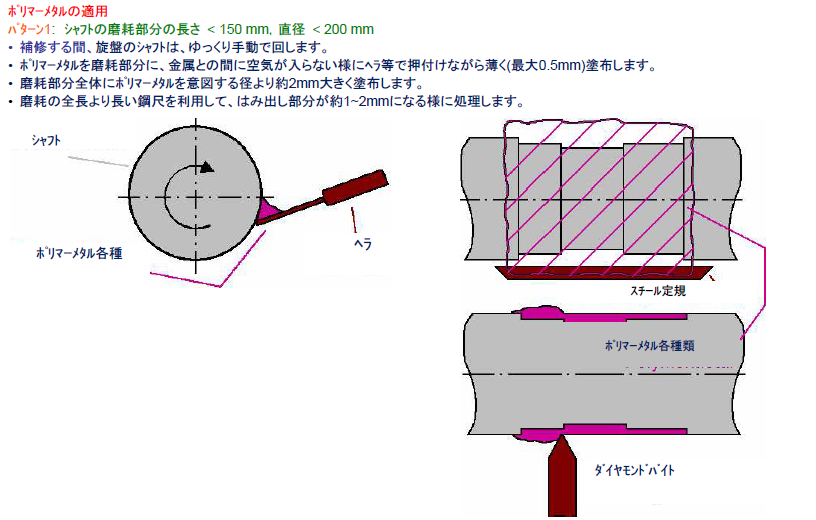 ﾎﾟﾘマーメタルの適用
ﾊﾟﾀｰﾝ1: シャフトの磨耗部分の長さ < 150 mm, 直径 < 200 mm
• 補修する間、旋盤のシャフトは、ゆっくり手動で回します。
• ﾎﾟﾘﾏｰﾒﾀﾙを磨耗部分に、金属との間に空気が入らない様にヘラ等で押付けながら薄く(最大0.5mm)塗布します。
• 磨耗部分全体にﾎﾟﾘﾏｰﾒﾀﾙを意図する径より約2mm大きく塗布します。
• 磨耗の全長より長い鋼尺を利用して、はみ出し部分が約1~2mmになる様に処理します。
シャフト
ヘラ
ﾎﾟﾘﾏｰﾒﾀﾙ各種
ｽﾁｰﾙ定規
ﾎﾟﾘﾏｰﾒﾀﾙ各種類
ﾀﾞｲﾔﾓﾝﾄﾞﾊﾞｲﾄ